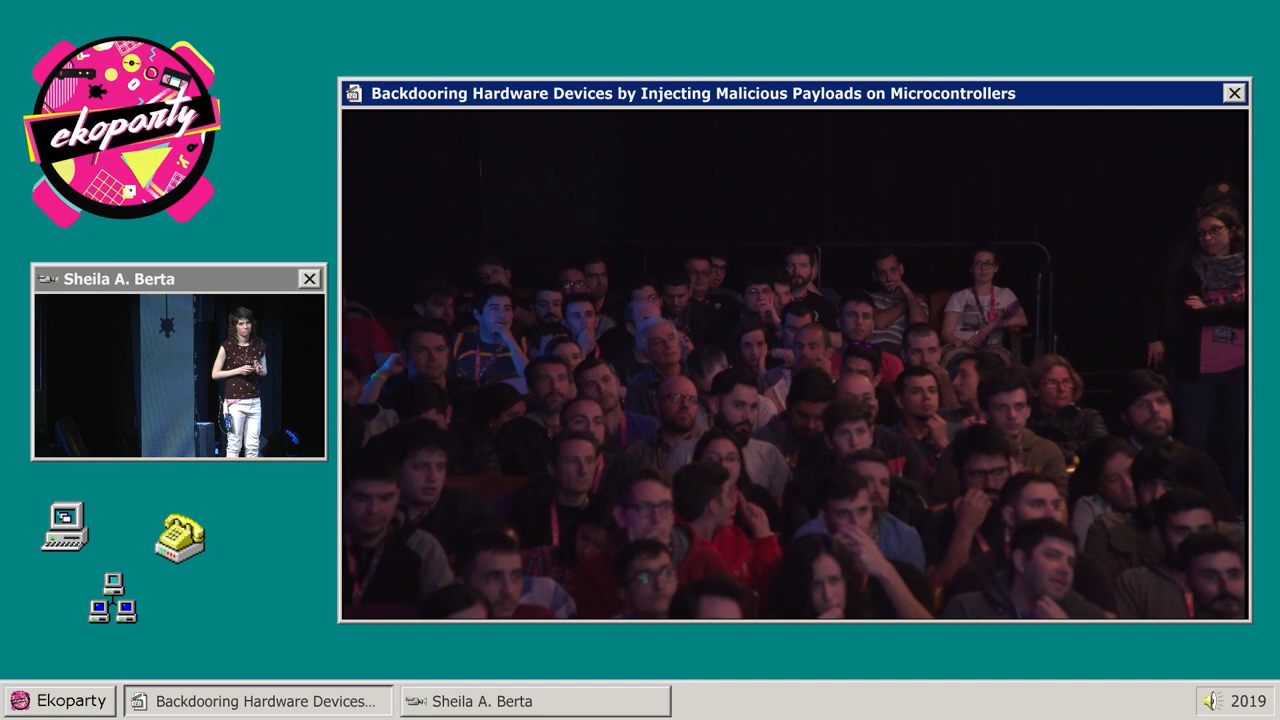 ekoparty
Backdooring Hardware Devices by Injecting Malicious Payloads on Microcontrollers
Sheila A. Berta
Ekoparty
Backdooring Hardware Devices...
Sheila A. Berta
2019